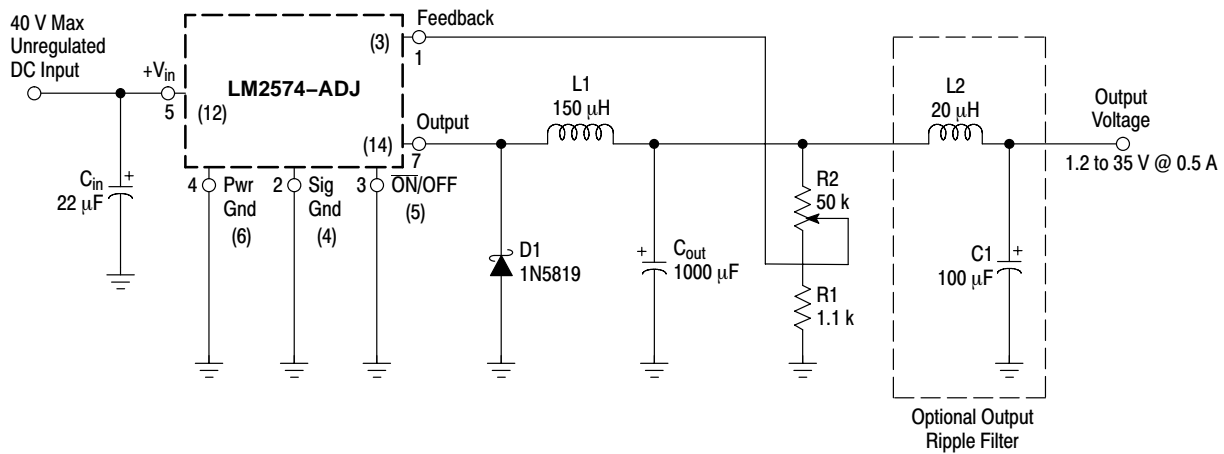 40 V Max
Unregulated
DC Input
+Vin
5
(12)
LM2574–ADJ
(3)
Feedback
1
(14)
Output
7
Cin
22 µF
+
4
Pwr
Gnd
(6)
2
Sig
Gnd
(4)
3
ON/OFF
(5)
D1
1N5819
L1
150 µH
+
Cout
1000 µF
R2
50 k
R1
1.1 k
L2
20 µH
C1
100 µF
+
Output
Voltage
1.2 to 35 V @ 0.5 A
Optional Output
Ripple Filter